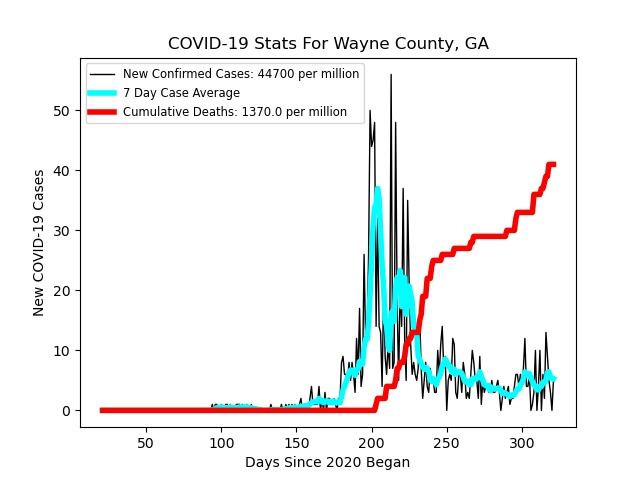 COVID-19 Stats For Wayne County, GA
New Confirmed Cases: 44700 per million
7 Day Case Average
Cumulative Deaths: 1370.0 per million
New COVID-19 Cases
50
40
30
20
10
0
50 100 150 200 250 300
Days Since 2020 Began